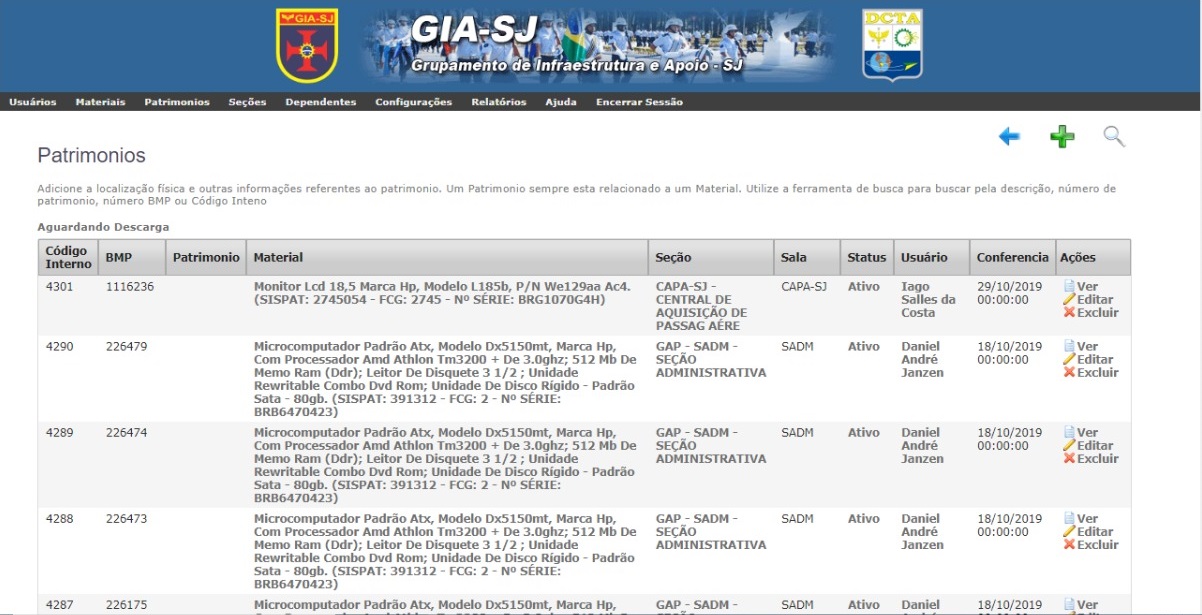 GIA-SJ
GIA-SJ
Grupamento de Infraestrutura e Apoio - SJ
DCTA
Usuários Materiais Patrimonios Seções Dependentes Configurações Relatórios Ajuda Encerrar Sessão
Patrimonios
Adicione a localização física e outras informações referentes ao patrimonio. Um Patrimonio sempre esta relacionado a um Material. Utilize a ferramenta de busca para buscar pela descrição, número de
patrimonio, número BMP ou Código Inteno
Aguardando Descarga
Código Interno BMP Patrimonio Material Seção Sala Status Usuário Conferencia Ações
4301 1116236 Monitor Lcd 18,5 Marca Hp, Modelo L185b, P/N We129aa Ac4. CAPA-SJ - CAPA-SJ Ativo Iago 29/10/2019 Ver
(SISPAT: 2745054 - FCG: 2745 - Nº SÉRIE: BRG1070G4H) CENTRAL DE Salles da 00:00:00 Editar
AQUISIÇÃO DE Costa Excluir
PASSAG AÉRE
4290 226479 Microcomputador Padrão Atx, Modelo Dx5150mt, Marca Hp, GAP - SADM - SADM Ativo Daniel 18/10/2019 Ver
Com Processador Amd Athlon Tm3200 + De 3.0ghz; 512 Mb De SEÇÃO André 00:00:00 Editar
Memo Ram (Ddr); Leitor De Disquete 3 1/2 ; Unidade ADMINISTRATIVA Janzen Excluir
Rewritable Combo Dvd Rom; Unidade De Disco Rígido - Padrão
Sata - 80gb. (SISPAT: 391312 - FCG: 2 - Nº SÉRIE:
BRB6470423)
4289 226474 Microcomputador Padrão Atx, Modelo Dx5150mt, Marca Hp, GAP - SADM - SADM Ativo Daniel 18/10/2019 Ver
Com Processador Amd Athlon Tm3200 + De 3.0ghz; 512 Mb De SEÇÃO André 00:00:00 Editar
Memo Ram (Ddr); Leitor De Disquete 3 1/2 ; Unidade ADMINISTRATIVA Janzen Excluir
Rewritable Combo Dvd Rom; Unidade De Disco Rígido - Padrão
Sata - 80gb. (SISPAT: 391312 - FCG: 2 - Nº SÉRIE:
BRB6470423)
4288 226473 Microcomputador Padrão Atx, Modelo Dx5150mt, Marca Hp, GAP - SADM - SADM Ativo Daniel 18/10/2019 Ver
Com Processador Amd Athlon Tm3200 + De 3.0ghz; 512 Mb De SEÇÃO André 00:00:00 Editar
Memo Ram (Ddr); Leitor De Disquete 3 1/2 ; Unidade ADMINISTRATIVA Janzen Excluir
Rewritable Combo Dvd Rom; Unidade De Disco Rígido - Padrão
Sata - 80gb. (SISPAT: 391312 - FCG: 2 - Nº SÉRIE:
BRB6470423)
4287 226175 Microcomputador Padrão Atx, Modelo Dx5150mt, Marca Hp, GAP - SADM - SADM Ativo Daniel 18/10/2019 Ver